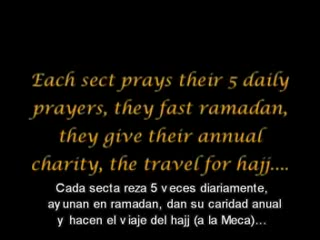 Each sect prays their 5 daily
prayers, they fast ramadan,
they give their annual
charity, the travel for hajj....
Cada secta reza 5 veces diariamente,
ayunan en ramadan, dan su caridad anual
y hacen el viaje del hajj (a la Meca)...